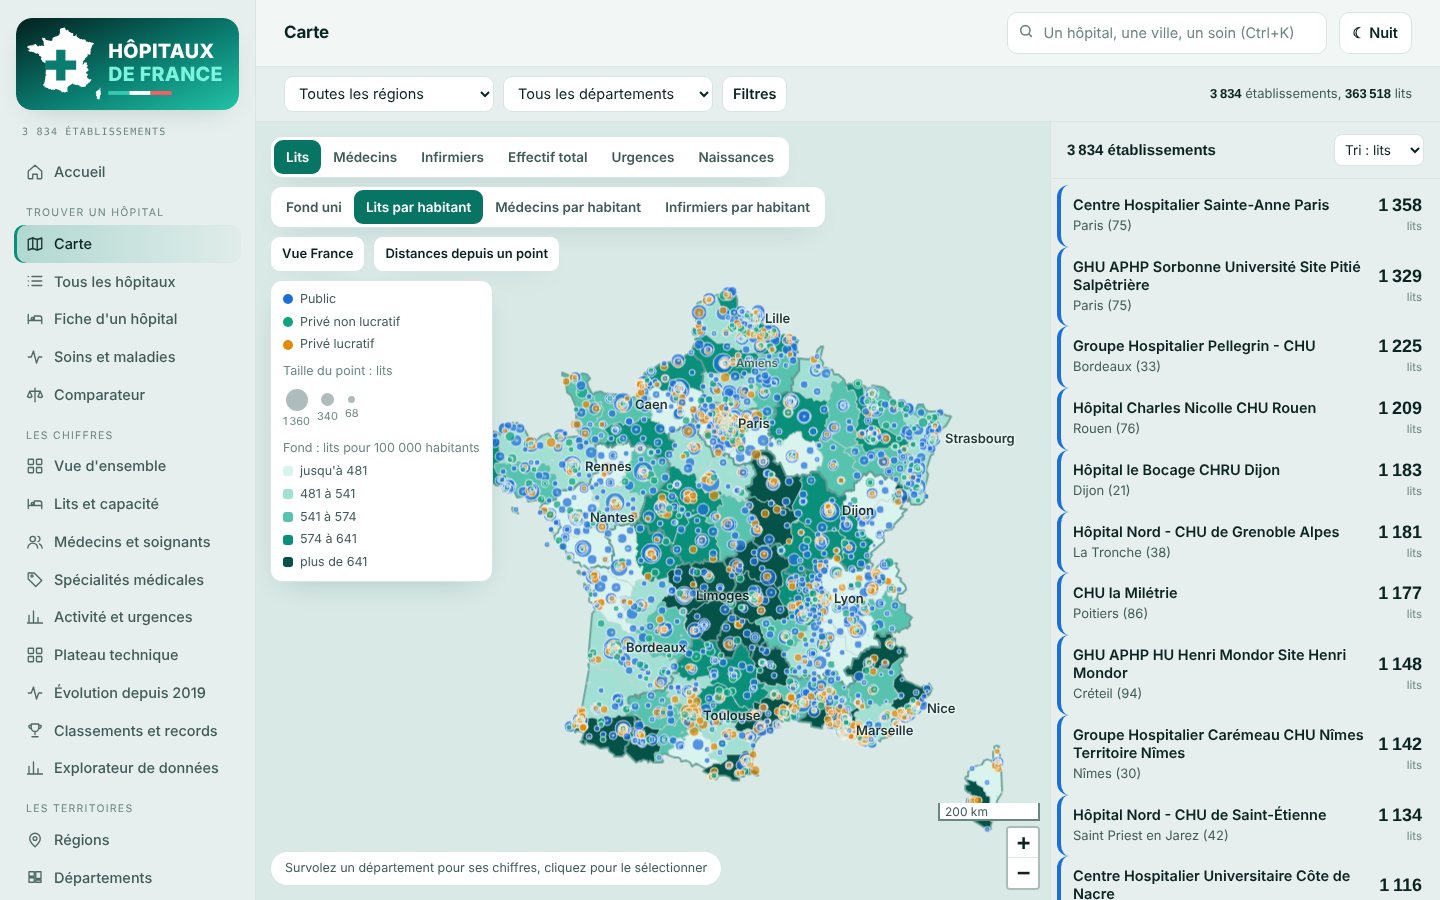 HÔPITAUX
DE FRANCE
3 834 ÉTABLISSEMENTS
Accueil
TROUVER UN HÔPITAL
Carte
Tous les hôpitaux
Fiche d'un hôpital
Soins et maladies
Comparateur
LES CHIFFRES
Vue d'ensemble
Lits et capacité
Médecins et soignants
Spécialités médicales
Activité et urgences
Plateau technique
Évolution depuis 2019
Classements et records
Explorateur de données
LES TERRITOIRES
Régions
Départements
Carte
Un hôpital, une ville, un soin (Ctrl+K)
Nuit
Toutes les régions
Tous les départements
Filtres
3 834 établissements, 363 518 lits
Lits Médecins Infirmiers Effectif total Urgences Naissances
Fond uni Lits par habitant Médecins par habitant Infirmiers par habitant
Vue France Distances depuis un point
Public
Privé non lucratif
Privé lucratif
Taille du point : lits
1 360 340 68
Fond : lits pour 100 000 habitants
jusqu'à 481
481 à 541
541 à 574
574 à 641
plus de 641
Lille
Amiens
Caen
Paris
Strasbourg
Rennes
Nantes
Dijon
Limoges
Lyon
Bordeaux
Toulouse
Nice
Marseille
200 km
+
−
Survolez un département pour ses chiffres, cliquez pour le sélectionner
3 834 établissements
Tri : lits
Centre Hospitalier Sainte-Anne Paris
Paris (75)
1 358
lits
GHU APHP Sorbonne Université Site Pitié
Salpêtrière
Paris (75)
1 329
lits
Groupe Hospitalier Pellegrin - CHU
Bordeaux (33)
1 225
lits
Hôpital Charles Nicolle CHU Rouen
Rouen (76)
1 209
lits
Hôpital le Bocage CHRU Dijon
Dijon (21)
1 183
lits
Hôpital Nord - CHU de Grenoble Alpes
La Tronche (38)
1 181
lits
CHU la Milétrie
Poitiers (86)
1 177
lits
GHU APHP HU Henri Mondor Site Henri
Mondor
Créteil (94)
1 148
lits
Groupe Hospitalier Carémeau CHU Nîmes
Territoire Nîmes
Nîmes (30)
1 142
lits
Hôpital Nord - CHU de Saint-Étienne
Saint Priest en Jarez (42)
1 134
lits
Centre Hospitalier Universitaire Côte de
Nacre
1 116